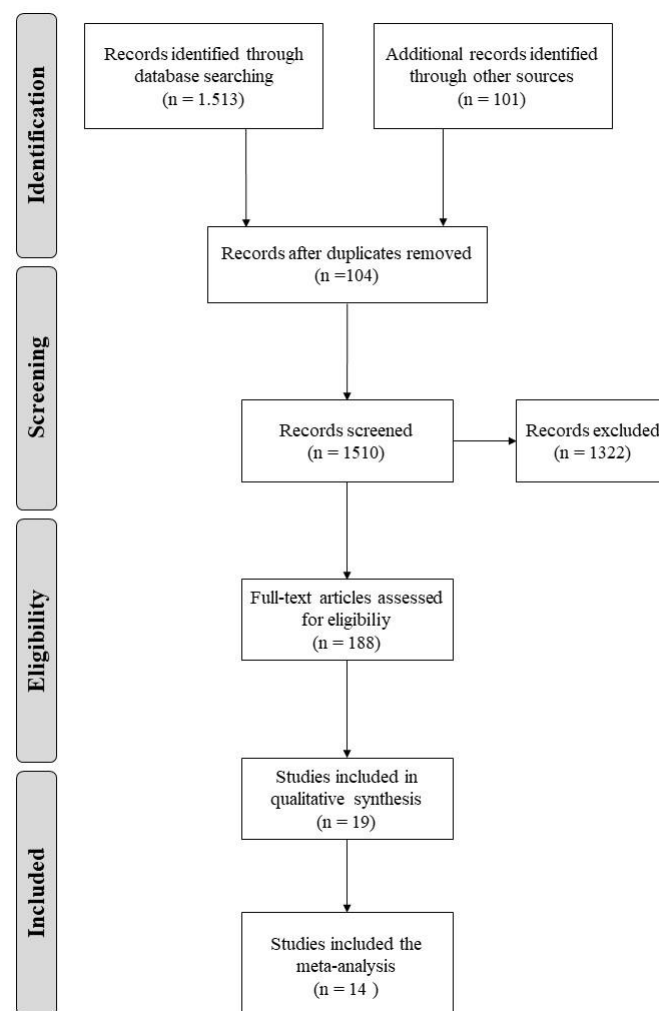 Identification
Records identified through
database searching
(n = 1.513)
Additional records identified
through other sources
(n = 101)
Records after duplicates removed
(n =104)
Screening
Records screened
(n = 1510)
Records excluded
(n = 1322)
Eligibility
Full-text articles assessed
for eligibiliy
(n = 188)
Included
Studies included in
qualitative synthesis
(n = 19)
Studies included the
meta-analysis
(n = 14 )